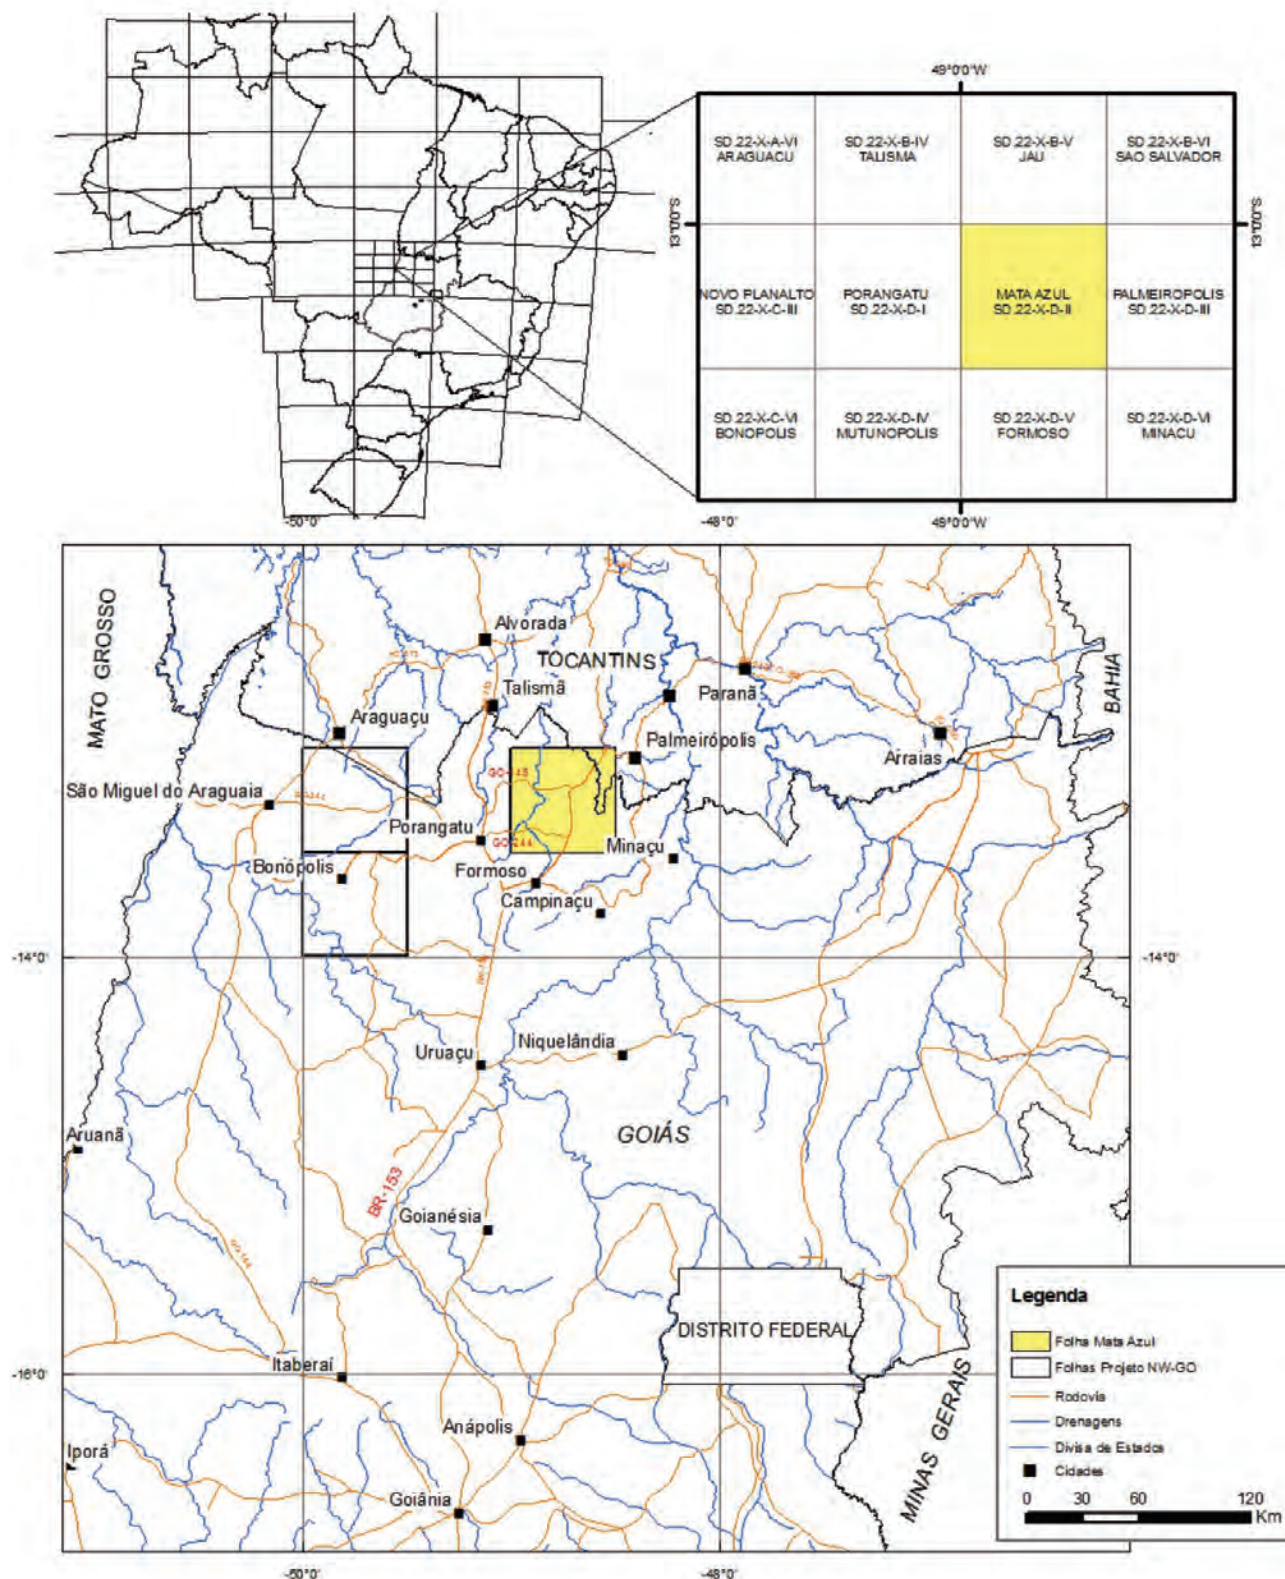 49°0'0"W
SD.22-X-A-VI
ARAGUACU
SD.22-X-B-IV
TALISMA
SD.22-X-B-V
JAU
SD.22-X-B-VI
SAO SALVADOR
13°0'0"S
13°0'0"S
NOVO PLANALTO
SD.22-X-C-III
PORANGATU
SD.22-X-D-I
MATA AZUL
SD.22-X-D-II
PALMEIROPOLIS
SD.22-X-D-III
SD.22-X-C-VI
BONOPOLIS
SD.22-X-D-IV
MUTUNOPOLIS
SD.22-X-D-V
FORMOSO
SD.22-X-D-VI
MINACU
49°0'0"W
-50°0'
-48°0'
MATO GROSSO
Alvorada
TOCANTINS
BAHIA
Talismã
Paranã
Araguaçu
Palmeirópolis
Arraias
São Miguel do Araguaia
Porangatu
GO-244
Minaçu
Bonópolis
Formoso
Campinaçu
-14°0'
-14°0'
Niquelândia
Uruaçu
GOIÁS
Aruanã
BR-153
Goianésia
DISTRITO FEDERAL
Itaberaí
-16°0'
MINAS GERAIS
Anápolis
Iporá
Goiânia
Legenda
Folha Mata Azul
Folhas Projeto NW-GO
Rodovia
Drenagens
Divisa de Estados
Cidades
0 30 60 120
Km
-50°0'
-48°0'